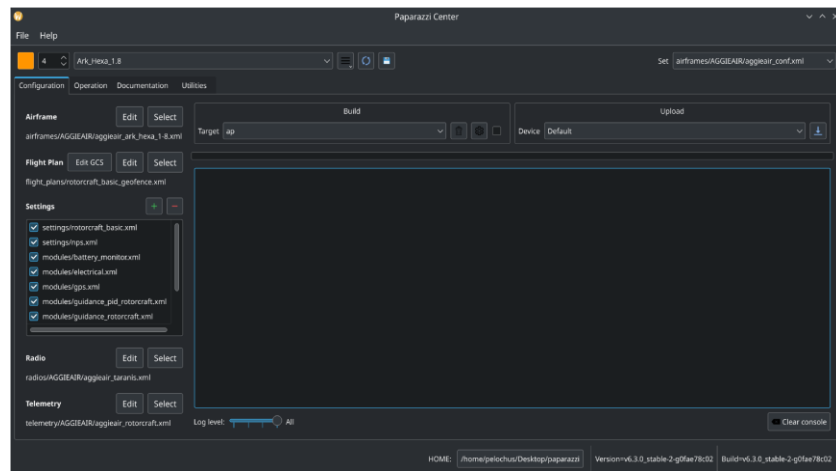 Paparazzi Center
File Help
4 Ark_Hexa_1.8 Set airframes/AGGIEAIR/aggieair_conf.xml
Configuration Operation Documentation Utilities
Airframe Edit Select
airframes/AGGIEAIR/aggieair_ark_hexa_1-8.xml
Flight Plan Edit GCS Edit Select
flight_plans/rotorcraft_basic_geofence.xml
Settings
settings/rotorcraft_basic.xml
settings/nps.xml
modules/battery_monitor.xml
modules/electrical.xml
modules/gps.xml
modules/guidance_pid_rotorcraft.xml
modules/guidance_rotorcraft.xml
Radio Edit Select
radios/AGGIEAIR/aggieair_taranis.xml
Telemetry Edit Select
telemetry/AGGIEAIR/aggieair_rotorcraft.xml
Build
Target ap
Upload
Device Default
Log level: All
Clear console
HOME: /home/pelochus/Desktop/paparazzi Version=v6.3.0_stable-2-g0fae78c02 Build=v6.3.0_stable-2-g0fae78c02